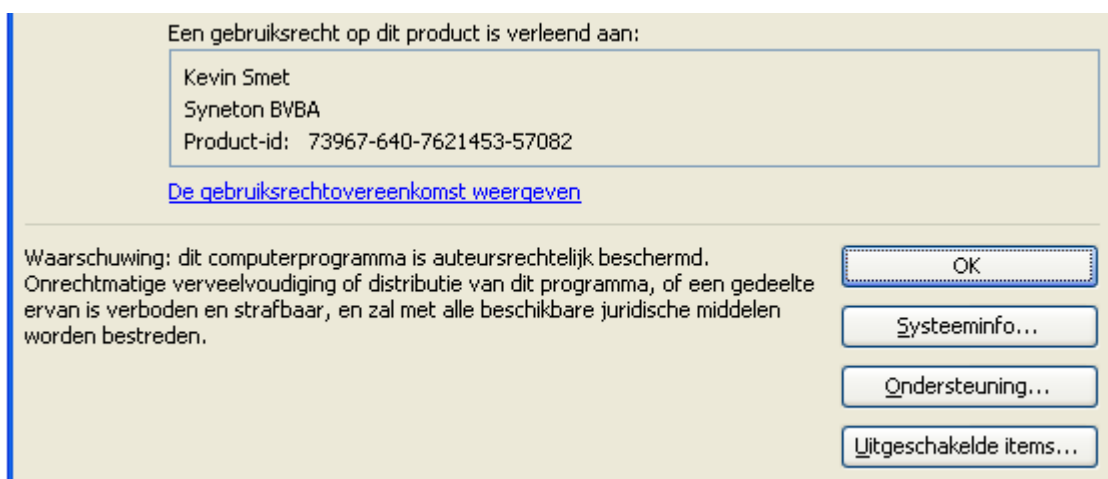 Een gebruiksrecht op dit product is verleend aan:
Kevin Smet
Syneton BVBA
Product-id: 73967-640-7621453-57082
De gebruiksrechtovereenkomst weergeven
Waarschuwing: dit computerprogramma is auteursrechtelijk beschermd.
Onrechtmatige verveelvoudiging of distributie van dit programma, of een gedeelte
ervan is verboden en strafbaar, en zal met alle beschikbare juridische middelen
worden bestreden.
OK
Systeeminfo...
Ondersteuning...
Uitgeschakelde items...